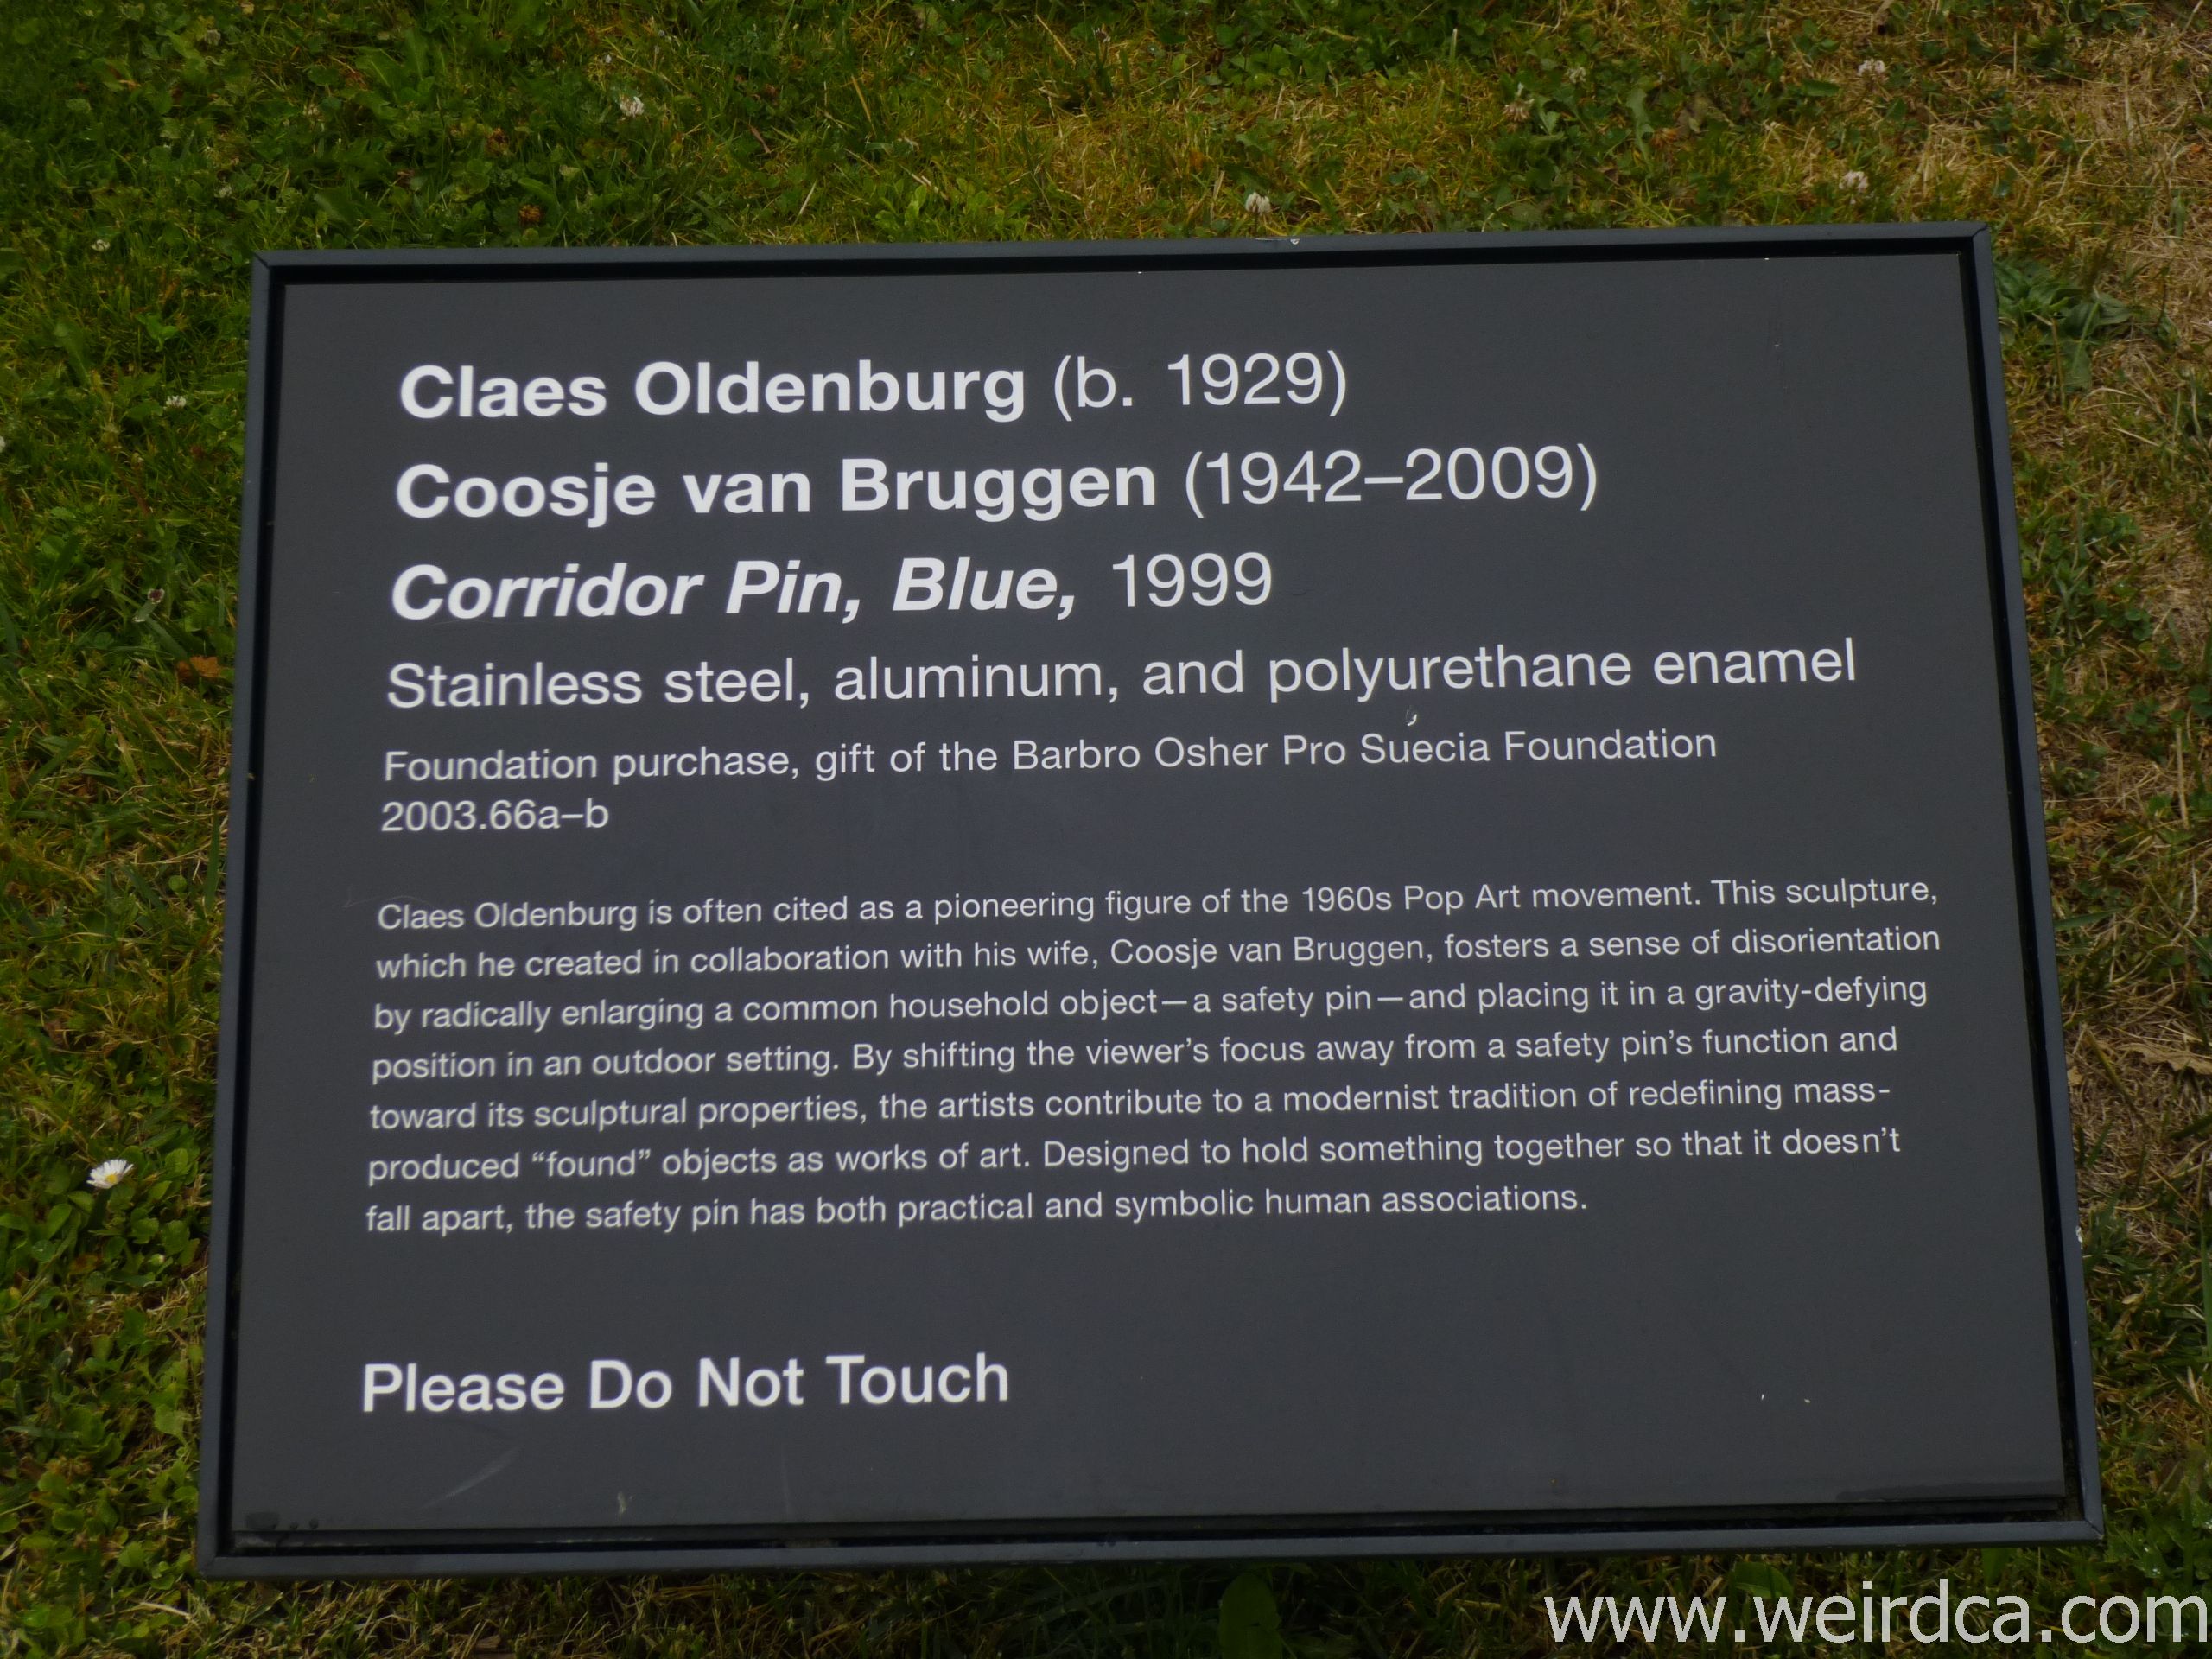 Claes Oldenburg (b. 1929)
Coosje van Bruggen (1942–2009)
Corridor Pin, Blue, 1999
Stainless steel, aluminum, and polyurethane enamel
Foundation purchase, gift of the Barbro Osher Pro Suecia Foundation
2003.66a–b
Claes Oldenburg is often cited as a pioneering figure of the 1960s Pop Art movement. This sculpture,
which he created in collaboration with his wife, Coosje van Bruggen, fosters a sense of disorientation
by radically enlarging a common household object—a safety pin—and placing it in a gravity-defying
position in an outdoor setting. By shifting the viewer's focus away from a safety pin's function and
toward its sculptural properties, the artists contribute to a modernist tradition of redefining mass-
produced “found” objects as works of art. Designed to hold something together so that it doesn't
fall apart, the safety pin has both practical and symbolic human associations.
Please Do Not Touch
www.weirdca.com